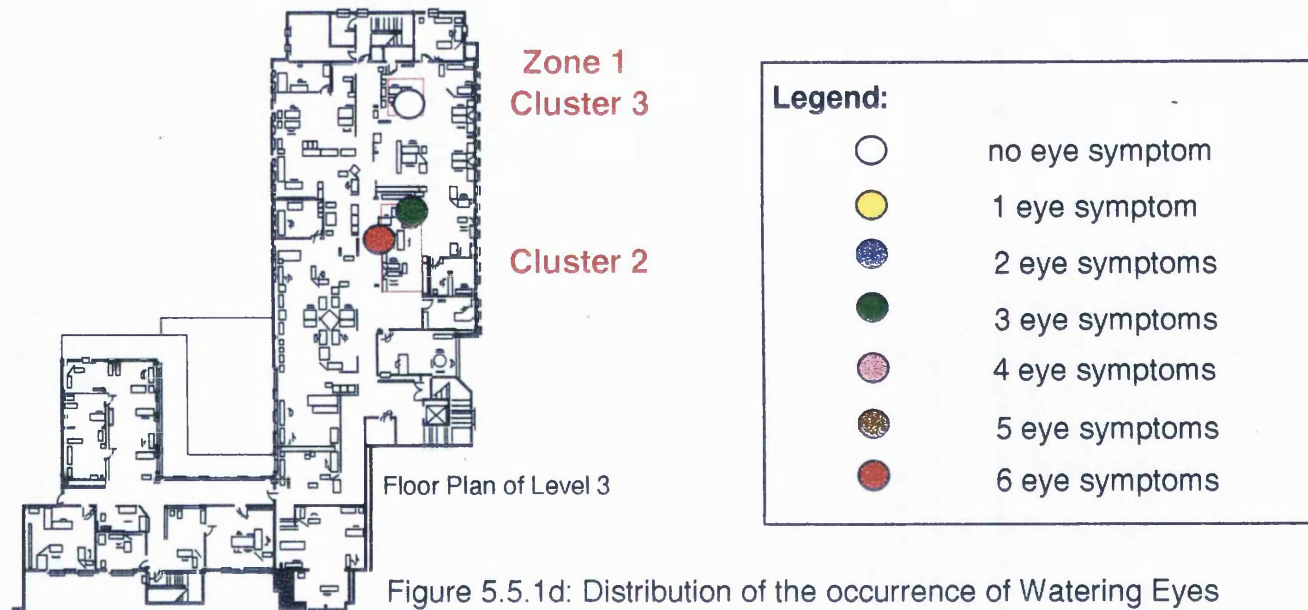 Zone 1
Cluster 3
Cluster 2
Floor Plan of Level 3
Legend:
no eye symptom
1 eye symptom
2 eye symptoms
3 eye symptoms
4 eye symptoms
5 eye symptoms
6 eye symptoms
Figure 5.5.1d: Distribution of the occurrence of Watering Eyes